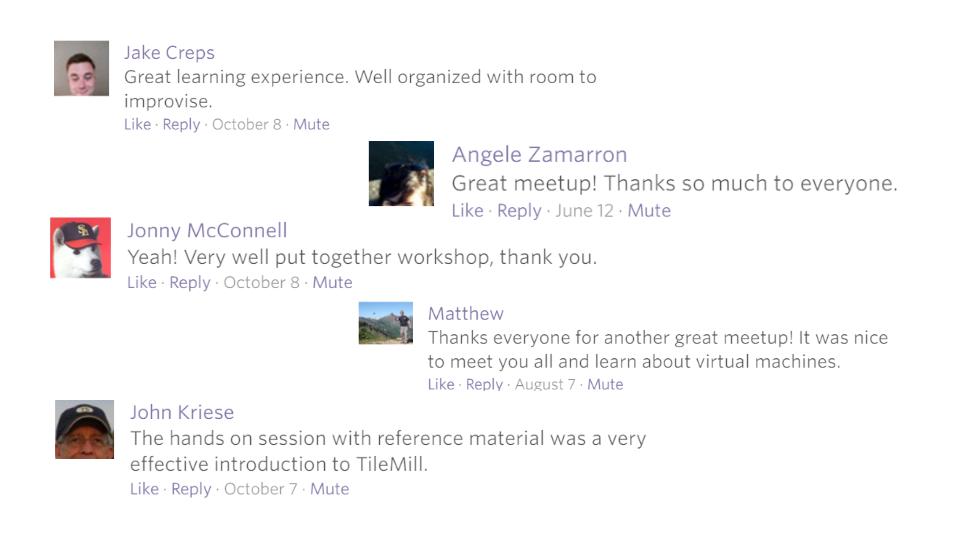 Jake Creps
Great learning experience. Well organized with room to
improvise.
Like · Reply · October 8 · Mute
Angele Zamarron
Great meetup! Thanks so much to everyone.
Like · Reply · June 12 · Mute
Jonny McConnell
Yeah! Very well put together workshop, thank you.
Like · Reply · October 8 · Mute
Matthew
Thanks everyone for another great meetup! It was nice
to meet you all and learn about virtual machines.
Like · Reply · August 7 · Mute
John Kriese
The hands on session with reference material was a very
effective introduction to TileMill.
Like · Reply · October 7 · Mute